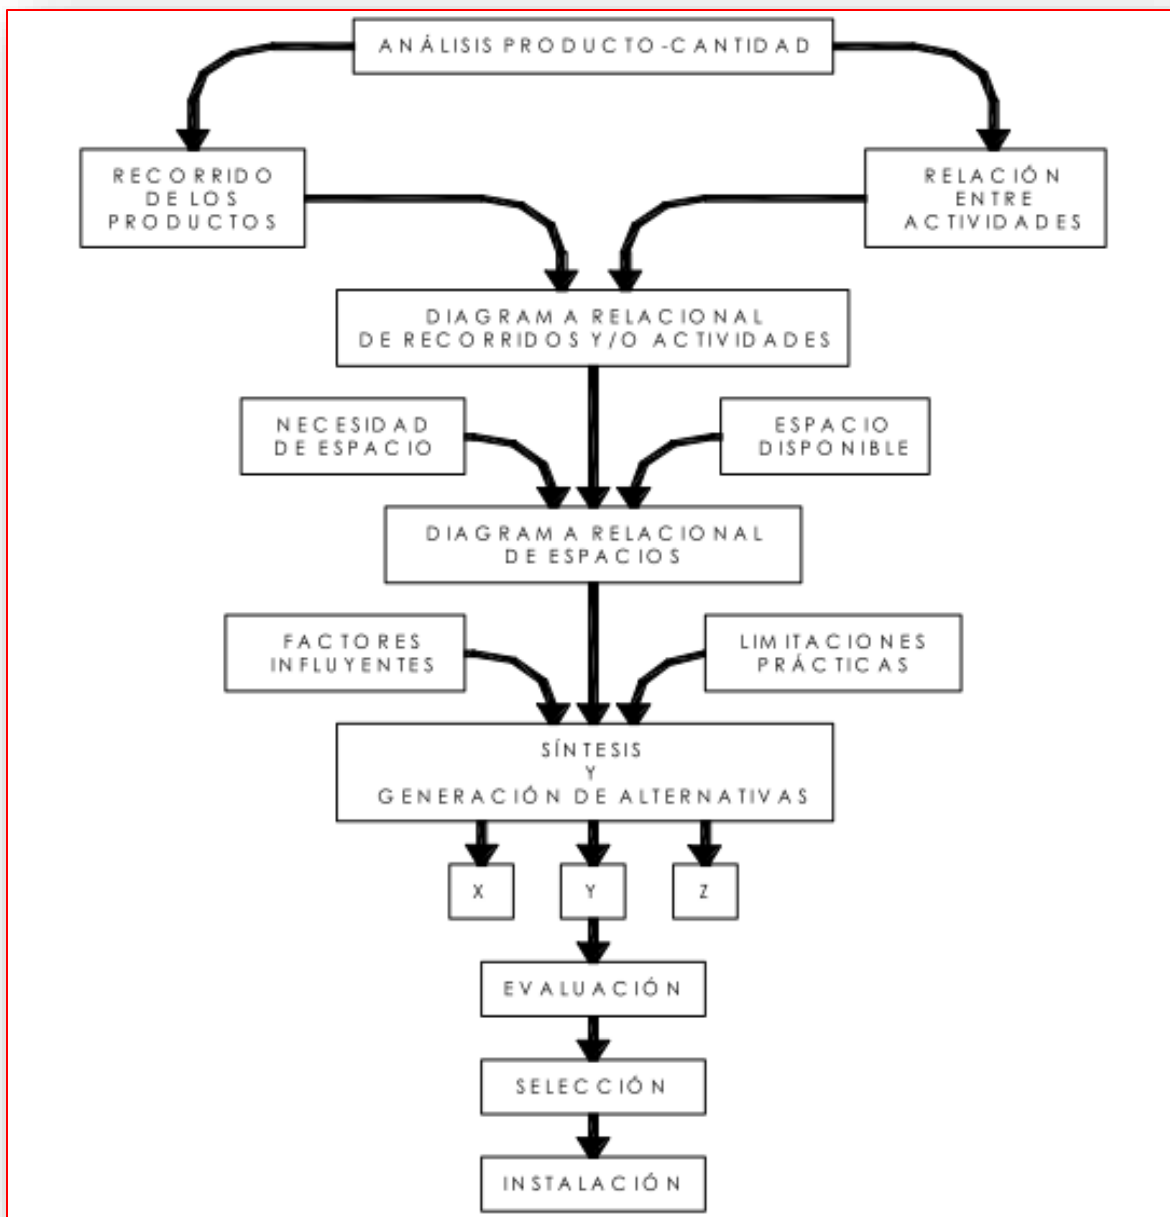 ANÁLISIS PRODUCTO-CANTIDAD
RECORRIDO
DE LOS
PRODUCTOS
RELACIÓN
ENTRE
ACTIVIDADES
DIAGRAMA RELACIONAL
DE RECORRIDOS Y/O ACTIVIDADES
NECESIDAD
DE ESPACIO
ESPACIO
DISPONIBLE
DIAGRAMA RELACIONAL
DE ESPACIOS
FACTORES
INFLUYENTES
LIMITACIONES
PRÁCTICAS
SÍNTESIS
Y
GENERACIÓN DE ALTERNATIVAS
X
Y
Z
EVALUACIÓN
SELECCIÓN
INSTALACIÓN